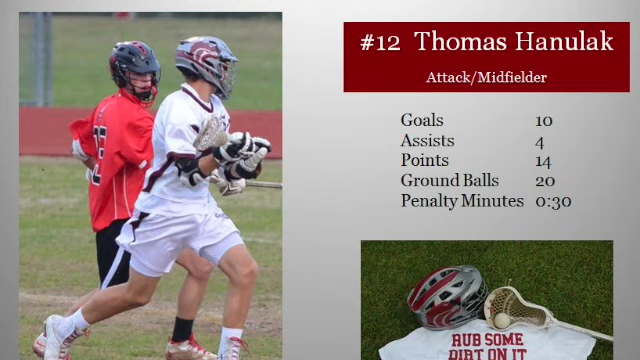 #12 Thomas Hanulak
Attack/Midfielder
Goals 10
Assists 4
Points 14
Ground Balls 20
Penalty Minutes 0:30
RUB SOME
DIRT ON IT